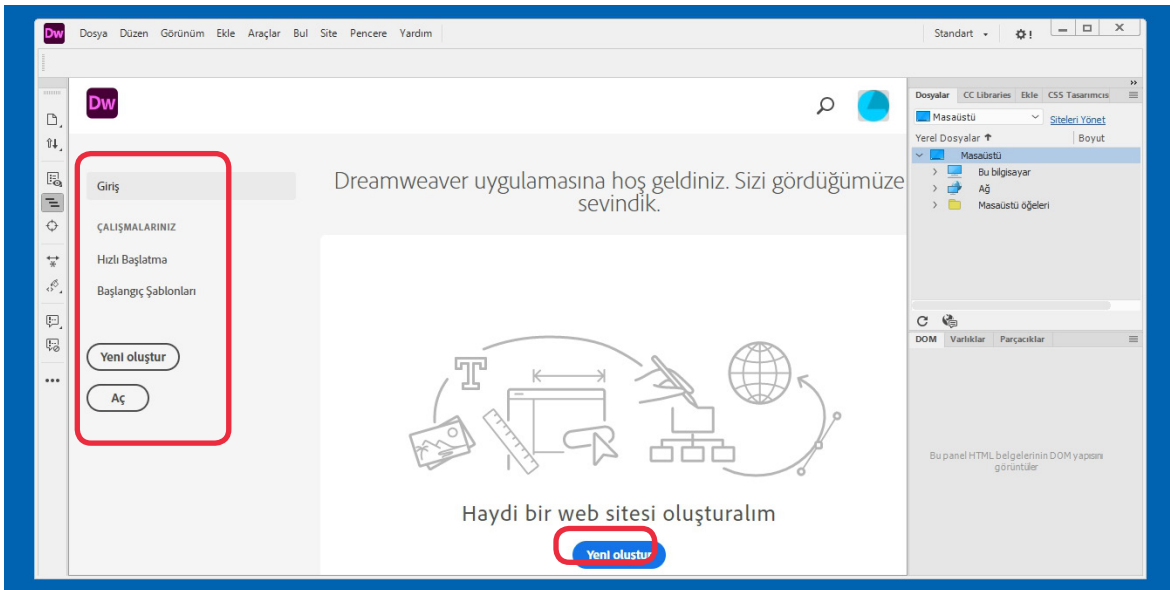 Dw Dosya Düzen Görünüm Ekle Araçlar Bul Site Pencere Yardım Standart
Dw
Dosyalar CC Libraries Ekle CSS Tasarımcıs
Masaüstü Siteleri Yönet
Yerel Dosyalar Boyut
Masaüstü
Bu bilgisayar
Ağ
Masaüstü öğeleri
Giriş
ÇALIŞMALARINIZ
Hızlı Başlatma
Başlangıç Şablonları
Yeni oluştur
Aç
Dreamweaver uygulamasına hoş geldiniz. Sizi gördüğümüze
sevindik.
T
Haydi bir web sitesi oluşturalım
Yeni oluştur
DOM Varlıklar Parçacıklar
Bu panel HTML belgelerinin DOM yapısını
görüntüler